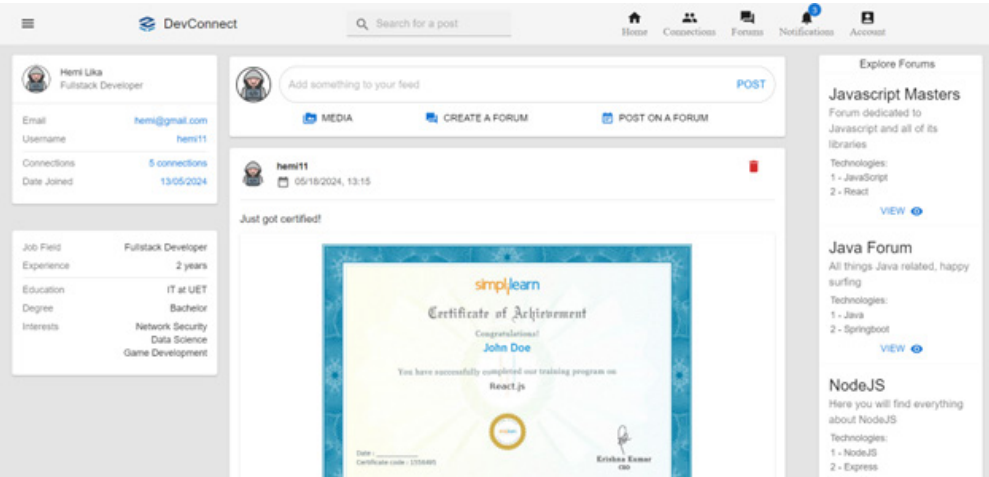 DevConnect
Search for a post
Home
Connections
Forums
3
Notifications
Account
Hemi Lika
Fullstack Developer
Email hemi@gmail.com
Username hemi11
Connections 5 connections
Date Joined 13/05/2024
Job Field Fullstack Developer
Experience 2 years
Education IT at UET
Degree Bachelor
Interests Network Security
Data Science
Game Development
Add something to your feed
POST
MEDIA
CREATE A FORUM
POST ON A FORUM
hemi11
05/18/2024, 13:15
Just got certified!
simplilearn
Certificate of Achievement
Congratulations!
John Doe
You have successfully completed our training program on
React.js
Date : ____________
Certificate code : 1556495
Krishna Kumar
CEO
Explore Forums
Javascript Masters
Forum dedicated to
Javascript and all of its
libraries
Technologies:
1 - JavaScript
2 - React
VIEW
Java Forum
All things Java related, happy
surfing
Technologies:
1 - Java
2 - Springboot
VIEW
NodeJS
Here you will find everything
about NodeJS
Technologies:
1 - NodeJS
2 - Express